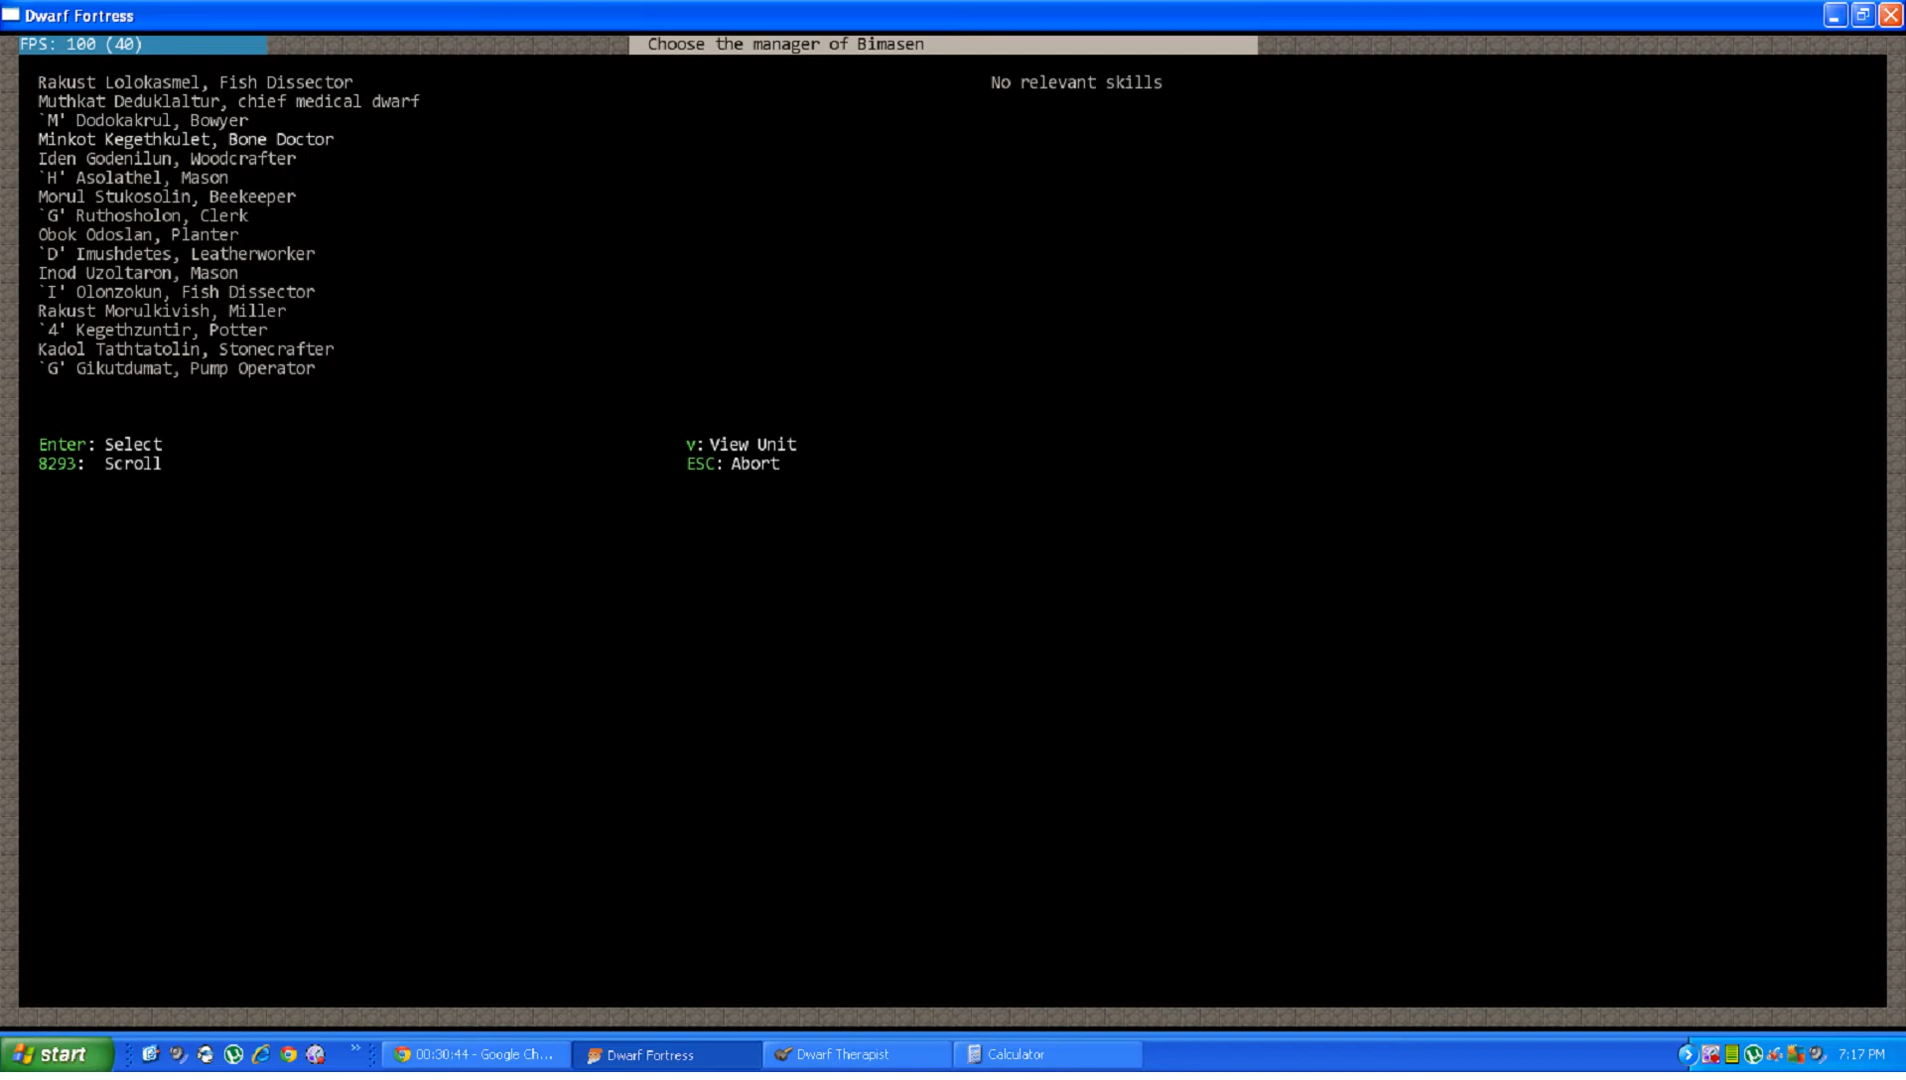 Dwarf Fortress
FPS: 100 (40)
Choose the manager of Bimasen
Rakust Lolokasmel, Fish Dissector
No relevant skills
Muthkat Deduklaltur, chief medical dwarf
`M' Dodokakrul, Bowyer
Minkot Kegethkulet, Bone Doctor
Iden Godenilun, Woodcrafter
`H' Asolathel, Mason
Morul Stukosolin, Beekeeper
`G' Ruthosholon, Clerk
Obok Odoslan, Planter
`D' Imushdetes, Leatherworker
Inod Uzoltaron, Mason
`I' Olonzokun, Fish Dissector
Rakust Morulkivish, Miller
`4' Kegethzuntir, Potter
Kadol Tathtatolin, Stonecrafter
`G' Gikutdumat, Pump Operator
Enter: Select
v: View Unit
8293: Scroll
ESC: Abort
start
00:30:44 - Google Ch...
Dwarf Fortress
Dwarf Therapist
Calculator
7:17 PM